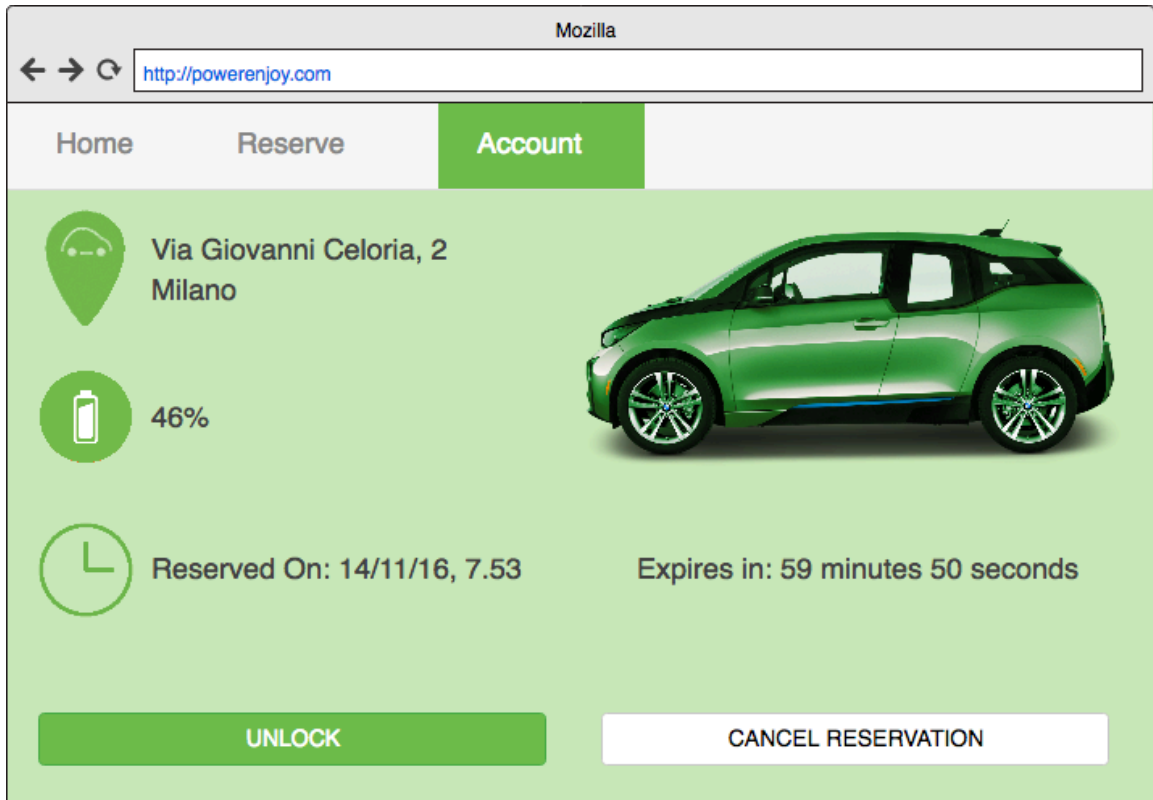 Mozilla
http://powerenjoy.com
Home Reserve Account
Via Giovanni Celoria, 2
Milano
46%
Reserved On: 14/11/16, 7.53
Expires in: 59 minutes 50 seconds
UNLOCK
CANCEL RESERVATION